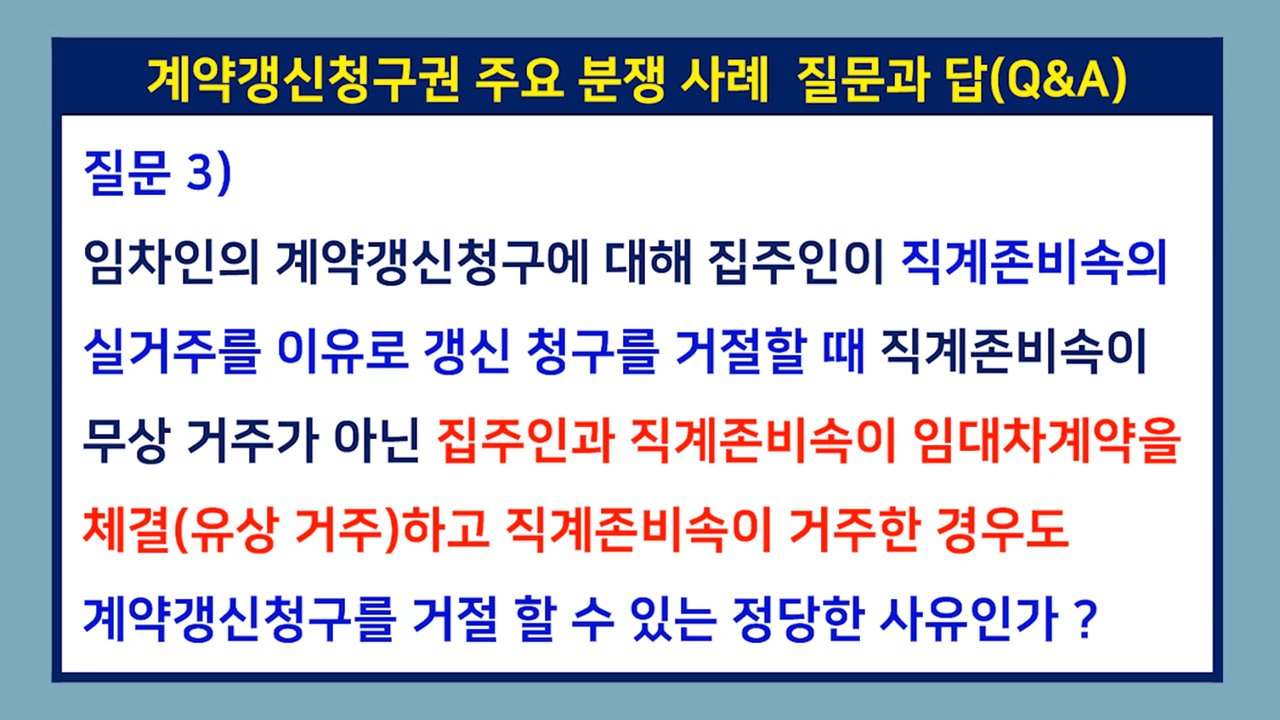 계약갱신청구권 주요 분쟁 사례 질문과 답(Q&A)
질문 3)
임차인의 계약갱신청구에 대해 집주인이 직계존비속의
실거주를 이유로 갱신 청구를 거절할 때 직계존비속이
무상 거주가 아닌 집주인과 직계존비속이 임대차계약을
체결(유상 거주)하고 직계존비속이 거주한 경우도
계약갱신청구를 거절 할 수 있는 정당한 사유인가 ?